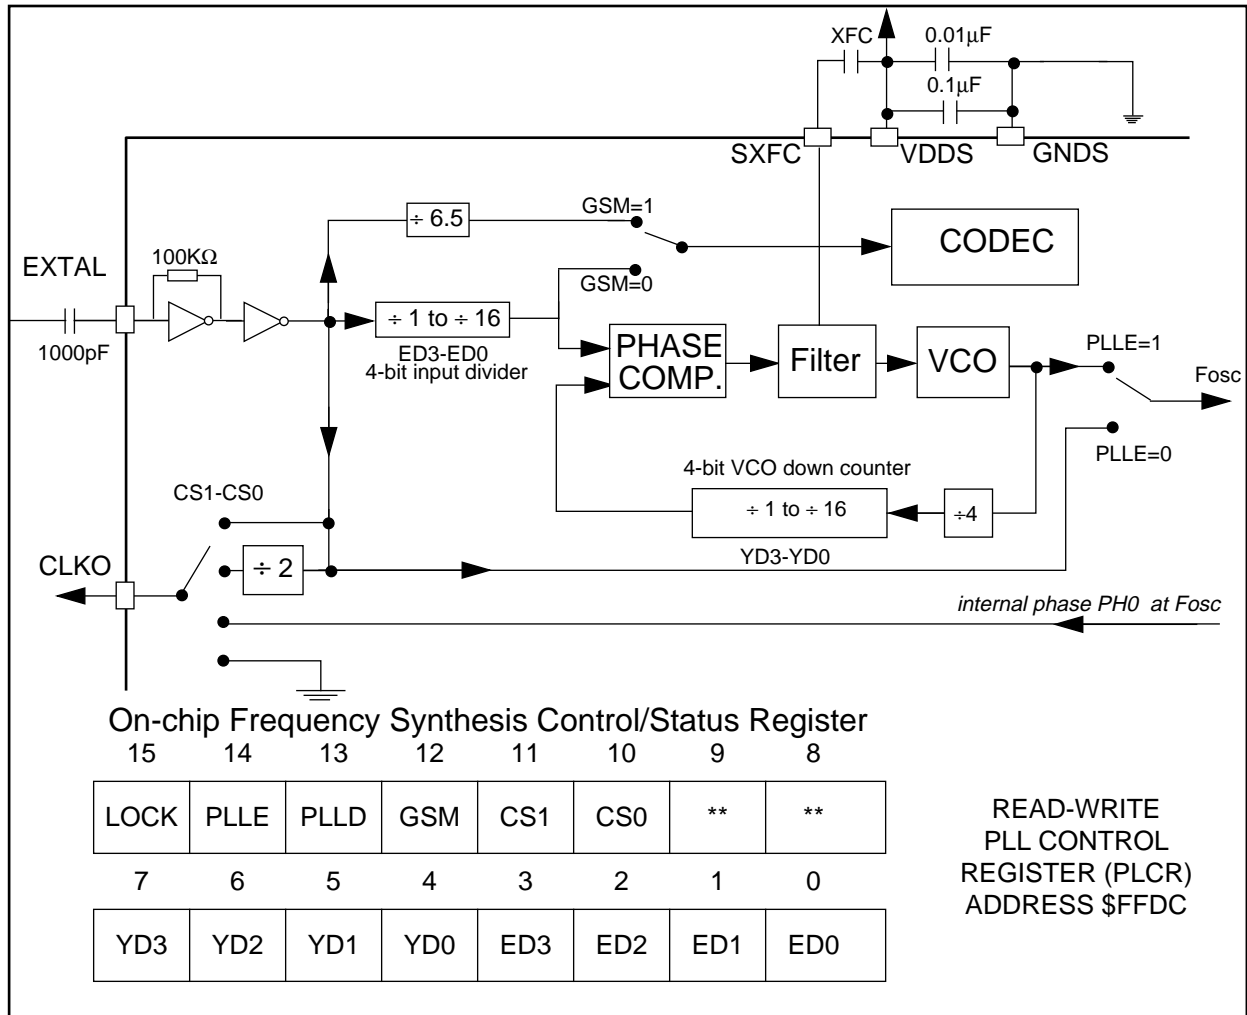 XFC
0.01µF
0.1µF
SXFC
VDDS
GNDS
÷ 6.5
GSM=1
GSM=0
CODEC
EXTAL
100KΩ
1000pF
÷ 1 to ÷ 16
ED3-ED0
4-bit input divider
PHASE
COMP.
Filter
VCO
PLLE=1
Fosc
PLLE=0
4-bit VCO down counter
÷ 1 to ÷ 16
÷4
YD3-YD0
CS1-CS0
CLKO
÷ 2
internal phase PH0 at Fosc
On-chip Frequency Synthesis Control/Status Register
15 14 13 12 11 10 9 8
LOCK PLLE PLLD GSM CS1 CS0 ** **
7 6 5 4 3 2 1 0
YD3 YD2 YD1 YD0 ED3 ED2 ED1 ED0
READ-WRITE
PLL CONTROL
REGISTER (PLCR)
ADDRESS $FFDC